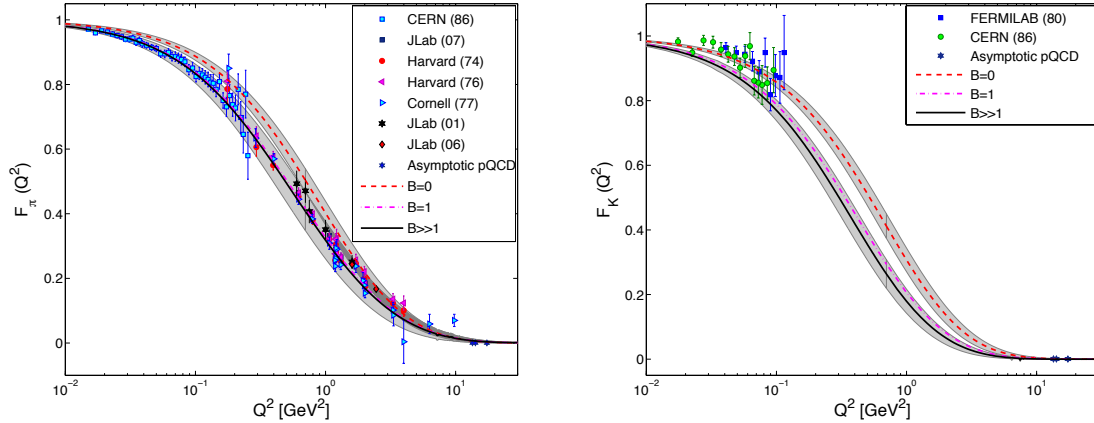 1
0.8
0.6
0.4
0.2
0
F_π (Q²)
10⁻² 10⁻¹ 10⁰ 10¹
Q² [GeV²]
CERN (86)
JLab (07)
Harvard (74)
Harvard (76)
Cornell (77)
JLab (01)
JLab (06)
Asymptotic pQCD
B=0
B=1
B>>1
1
0.8
0.6
0.4
0.2
0
F_K (Q²)
10⁻² 10⁻¹ 10⁰ 10¹
Q² [GeV²]
FERMILAB (80)
CERN (86)
Asymptotic pQCD
B=0
B=1
B>>1